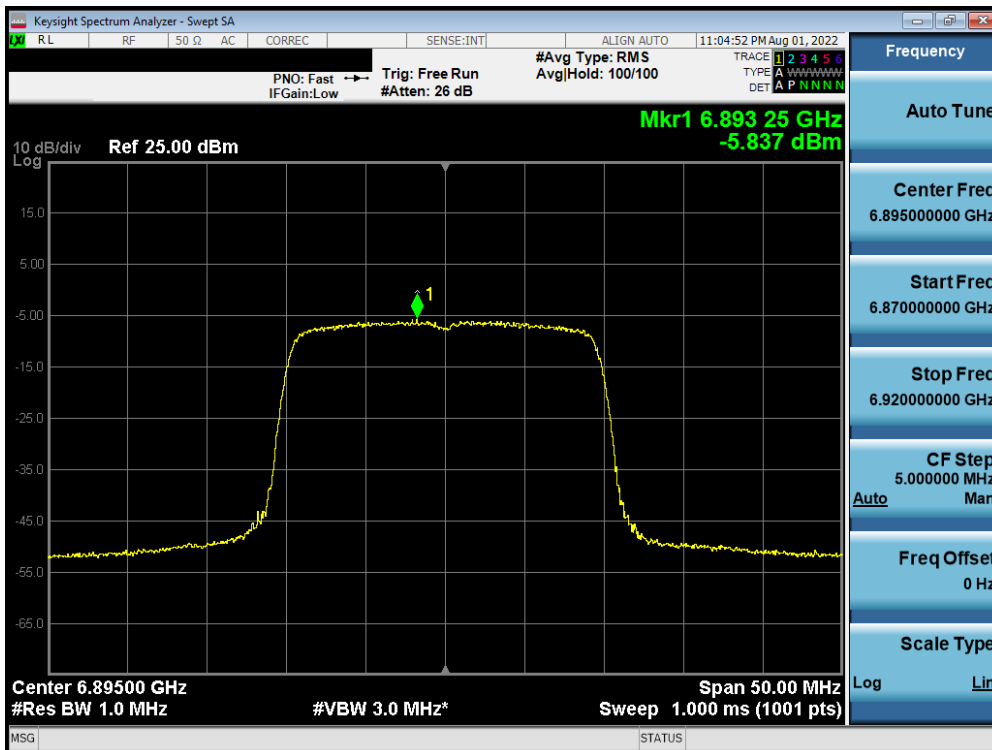 Keysight Spectrum Analyzer - Swept SA
LXI RL RF 50 Ω AC CORREC SENSE:INT ALIGN AUTO 11:04:52 PM Aug 01, 2022
PNO: Fast
IFGain:Low
Trig: Free Run
#Atten: 26 dB
#Avg Type: RMS
Avg|Hold: 100/100
TRACE 1 2 3 4 5 6
TYPE A WWWWW
DET A P N N N N
Mkr1 6.893 25 GHz
-5.837 dBm
10 dB/div Ref 25.00 dBm
Log
15.0
5.00
-5.00
-15.0
-25.0
-35.0
-45.0
-55.0
-65.0
1
Center 6.89500 GHz
Span 50.00 MHz
#Res BW 1.0 MHz
#VBW 3.0 MHz*
Sweep 1.000 ms (1001 pts)
MSG
STATUS
Frequency
Auto Tune
Center Freq
6.895000000 GHz
Start Freq
6.870000000 GHz
Stop Freq
6.920000000 GHz
CF Step
5.000000 MHz
Auto Man
Freq Offset
0 Hz
Scale Type
Log Lin